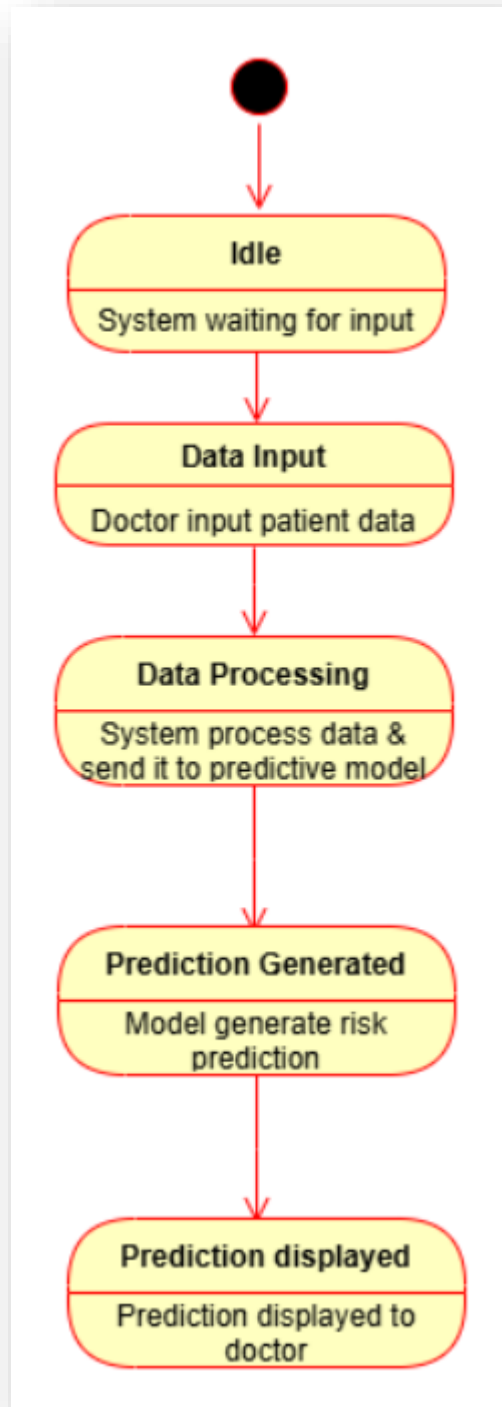 Idle
System waiting for input
Data Input
Doctor input patient data
Data Processing
System process data &
send it to predictive model
Prediction Generated
Model generate risk
prediction
Prediction displayed
Prediction displayed to
doctor